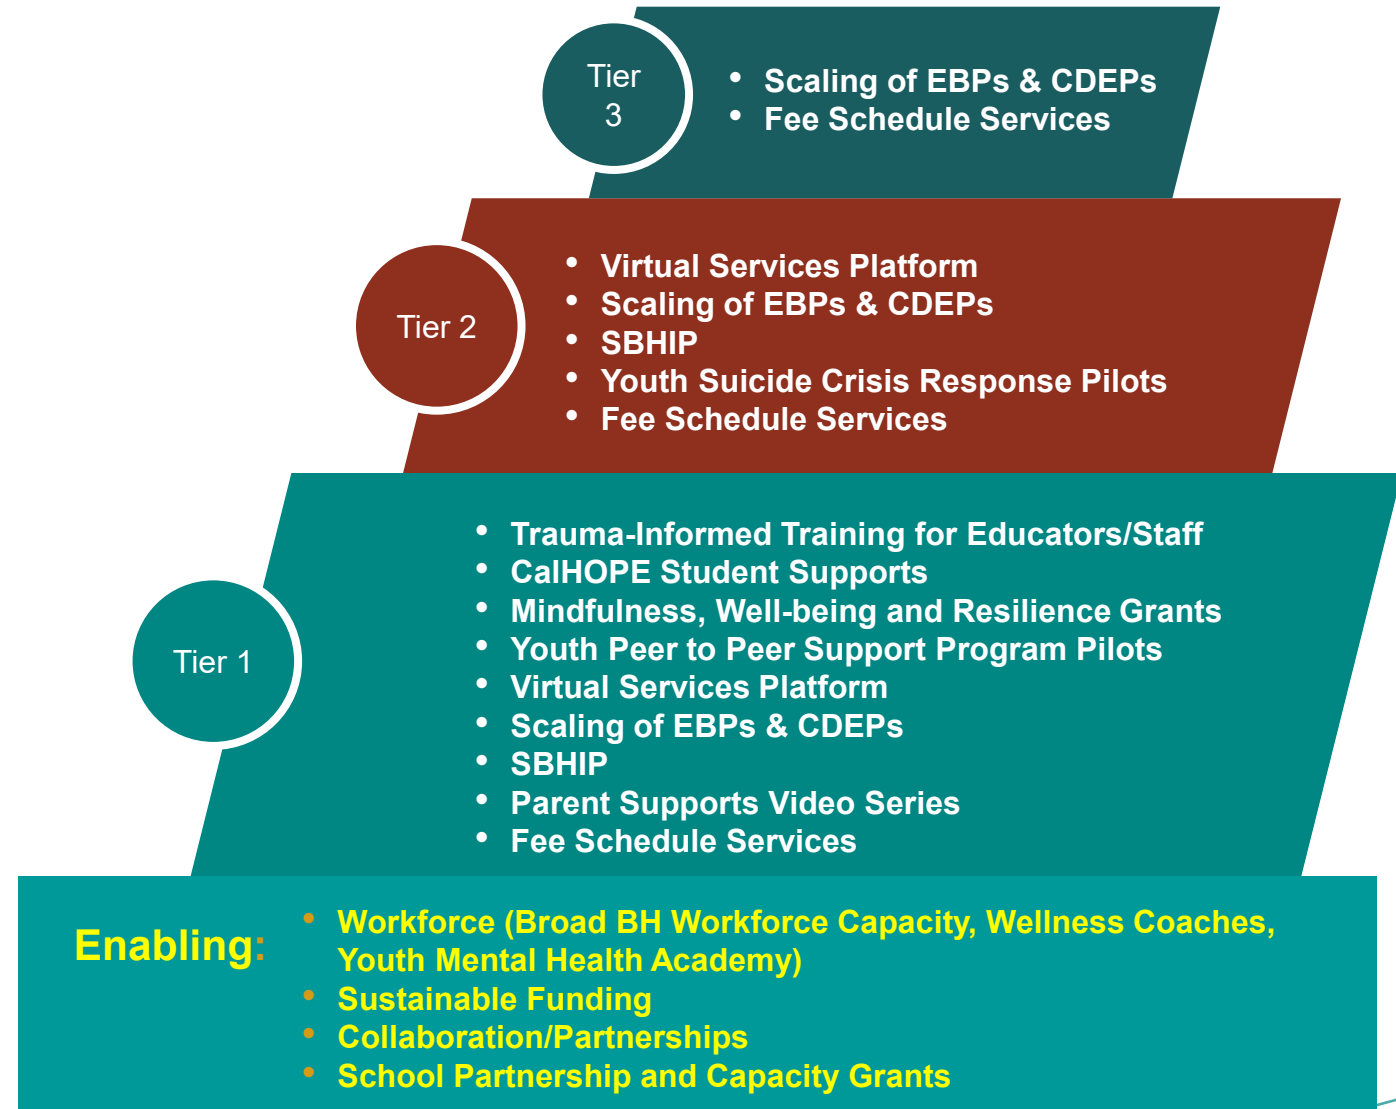 Tier
3
• Scaling of EBPs & CDEPs
• Fee Schedule Services
Tier 2
• Virtual Services Platform
• Scaling of EBPs & CDEPs
• SBHIP
• Youth Suicide Crisis Response Pilots
• Fee Schedule Services
Tier 1
• Trauma-Informed Training for Educators/Staff
• CalHOPE Student Supports
• Mindfulness, Well-being and Resilience Grants
• Youth Peer to Peer Support Program Pilots
• Virtual Services Platform
• Scaling of EBPs & CDEPs
• SBHIP
• Parent Supports Video Series
• Fee Schedule Services
Enabling:
• Workforce (Broad BH Workforce Capacity, Wellness Coaches,
Youth Mental Health Academy)
• Sustainable Funding
• Collaboration/Partnerships
• School Partnership and Capacity Grants